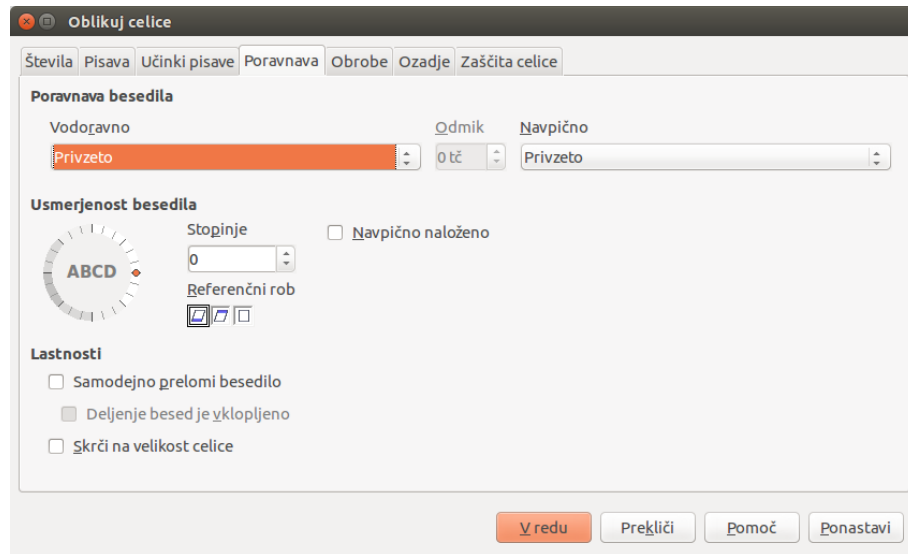 Oblikuj celice
Števila Pisava Učinki pisave Poravnava Obrobe Ozadje Zaščita celice
Poravnava besedila
Vodoravno Odmik Navpično
Privzeto 0 tč Privzeto
Usmerjenost besedila
Stopinje
Navpično naloženo
ABCD 0
Referenčni rob
Lastnosti
Samodejno prelomi besedilo
Deljenje besed je vklopljeno
Skrči na velikost celice
V redu Prekliči Pomoč Ponastavi